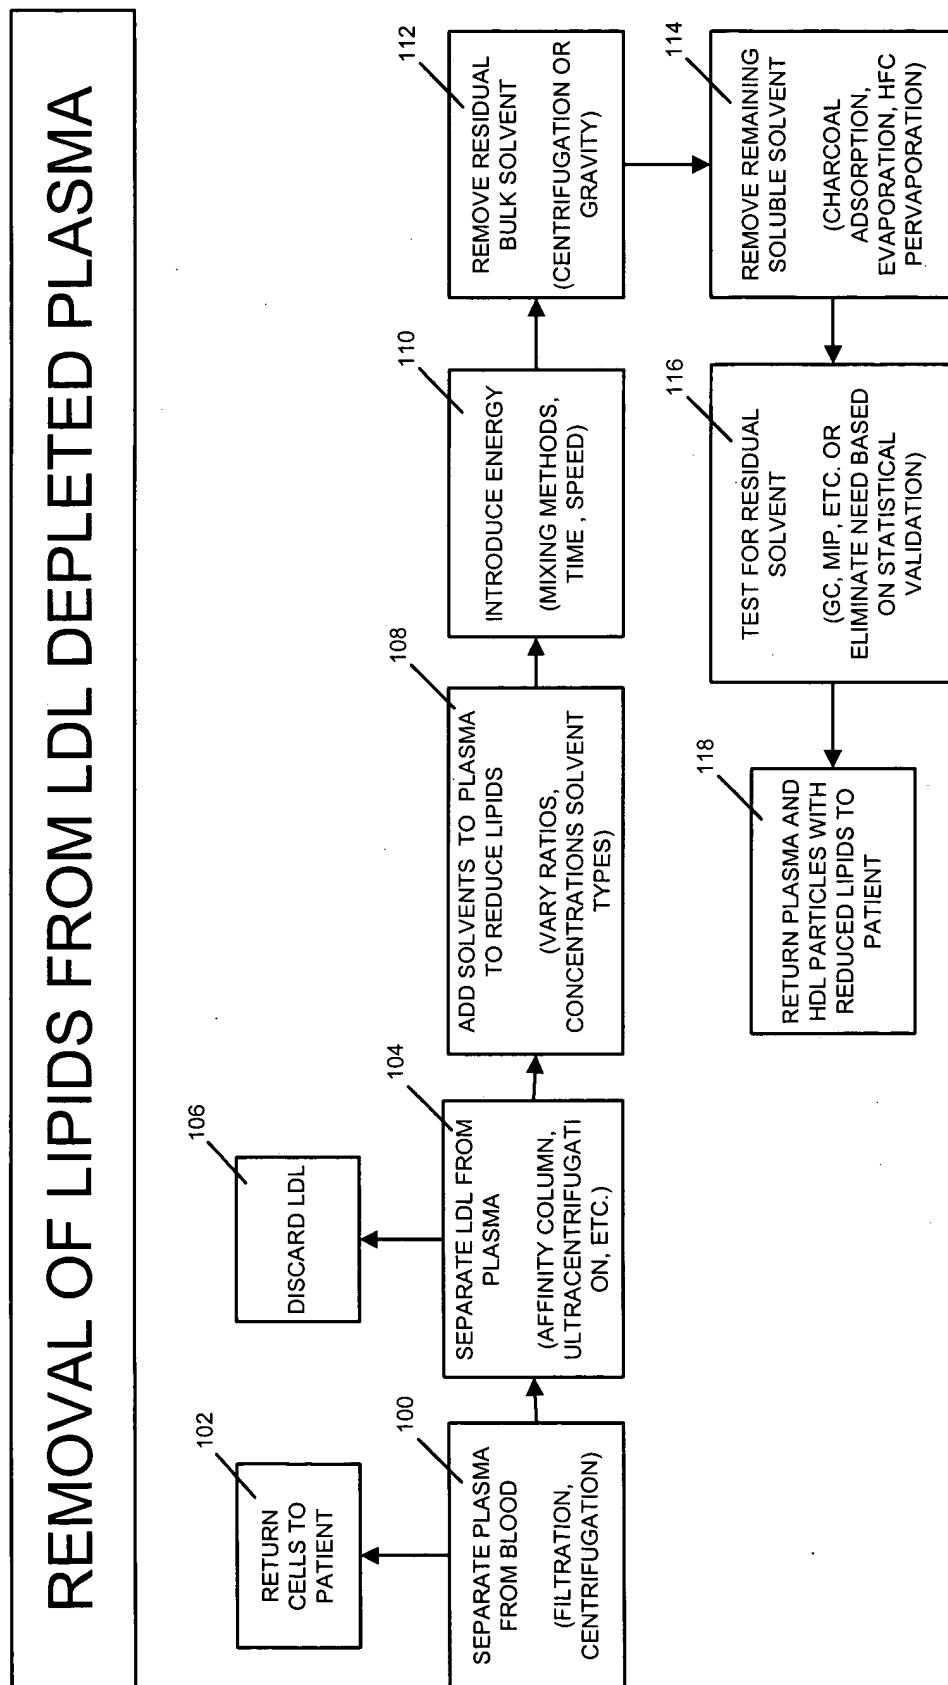 REMOVAL OF LIPIDS FROM LDL DEPLETED PLASMA
102
RETURN
CELLS TO
PATIENT
106
DISCARD LDL
100
SEPARATE PLASMA
FROM BLOOD
(FILTRATION,
CENTRIFUGATION)
104
SEPARATE LDL FROM
PLASMA
(AFFINITY COLUMN,
ULTRACENTRIFUGATI
ON, ETC.)
108
ADD SOLVENTS TO PLASMA
TO REDUCE LIPIDS
(VARY RATIOS,
CONCENTRATIONS SOLVENT
TYPES)
110
INTRODUCE ENERGY
(MIXING METHODS,
TIME , SPEED)
112
REMOVE RESIDUAL
BULK SOLVENT
(CENTRIFUGATION OR
GRAVITY)
114
REMOVE REMAINING
SOLUBLE SOLVENT
(CHARCOAL
ADSORPTION,
EVAPORATION, HFC
PERVAPORATION)
116
TEST FOR RESIDUAL
SOLVENT
(GC, MIP, ETC. OR
ELIMINATE NEED BASED
ON STATISTICAL
VALIDATION)
118
RETURN PLASMA AND
HDL PARTICLES WITH
REDUCED LIPIDS TO
PATIENT